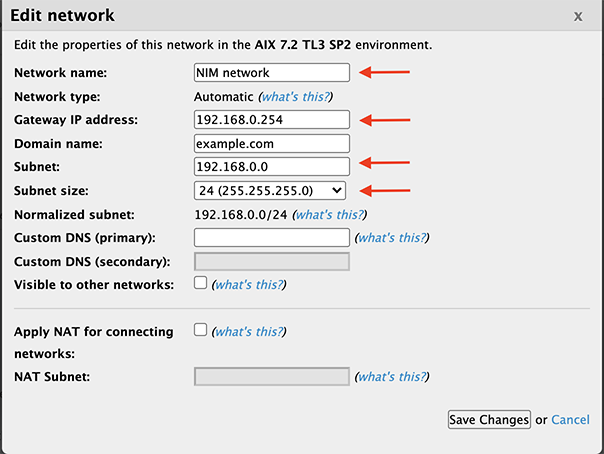 Edit network x
Edit the properties of this network in the AIX 7.2 TL3 SP2 environment.
Network name: NIM network
Network type: Automatic (what's this?)
Gateway IP address: 192.168.0.254
Domain name: example.com
Subnet: 192.168.0.0
Subnet size: 24 (255.255.255.0)
Normalized subnet: 192.168.0.0/24 (what's this?)
Custom DNS (primary): (what's this?)
Custom DNS (secondary):
Visible to other networks: (what's this?)
Apply NAT for connecting (what's this?)
networks:
NAT Subnet: (what's this?)
Save Changes or Cancel